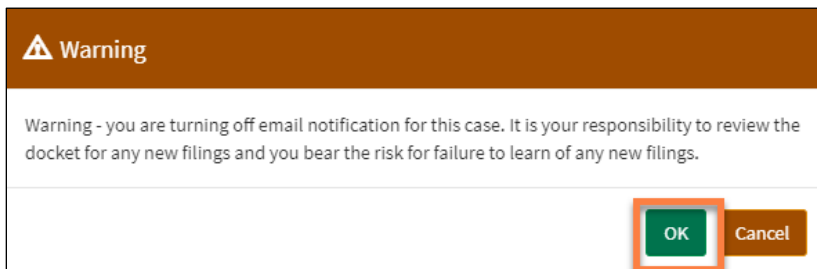 Warning
Warning - you are turning off email notification for this case. It is your responsibility to review the
docket for any new filings and you bear the risk for failure to learn of any new filings.
OK Cancel